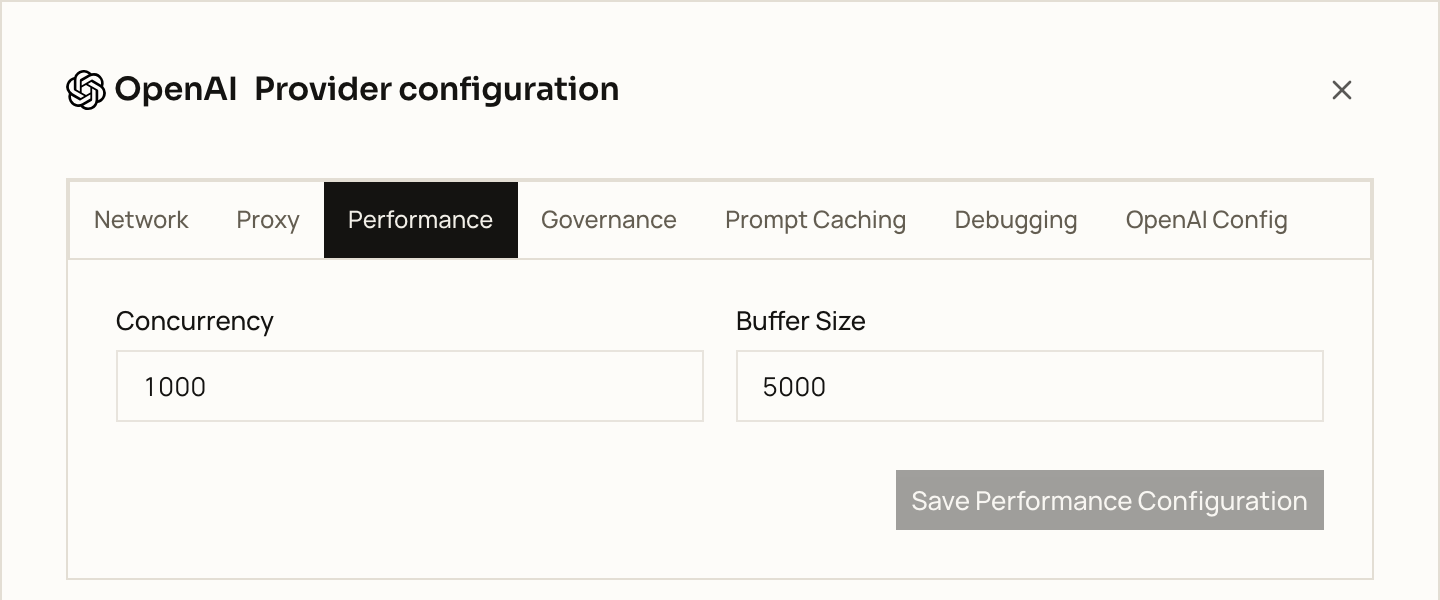 OpenAI Provider configuration
Network Proxy Performance Governance Prompt Caching Debugging OpenAI Config
Concurrency Buffer Size
1000 5000
Save Performance Configuration